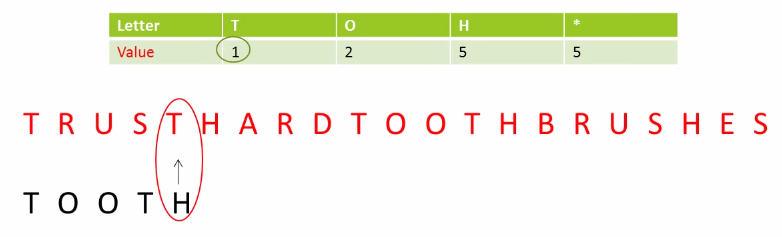 Letter T O H *
Value 1 2 5 5
T R U S T H A R D T O O T H B R U S H E S
T O O T H